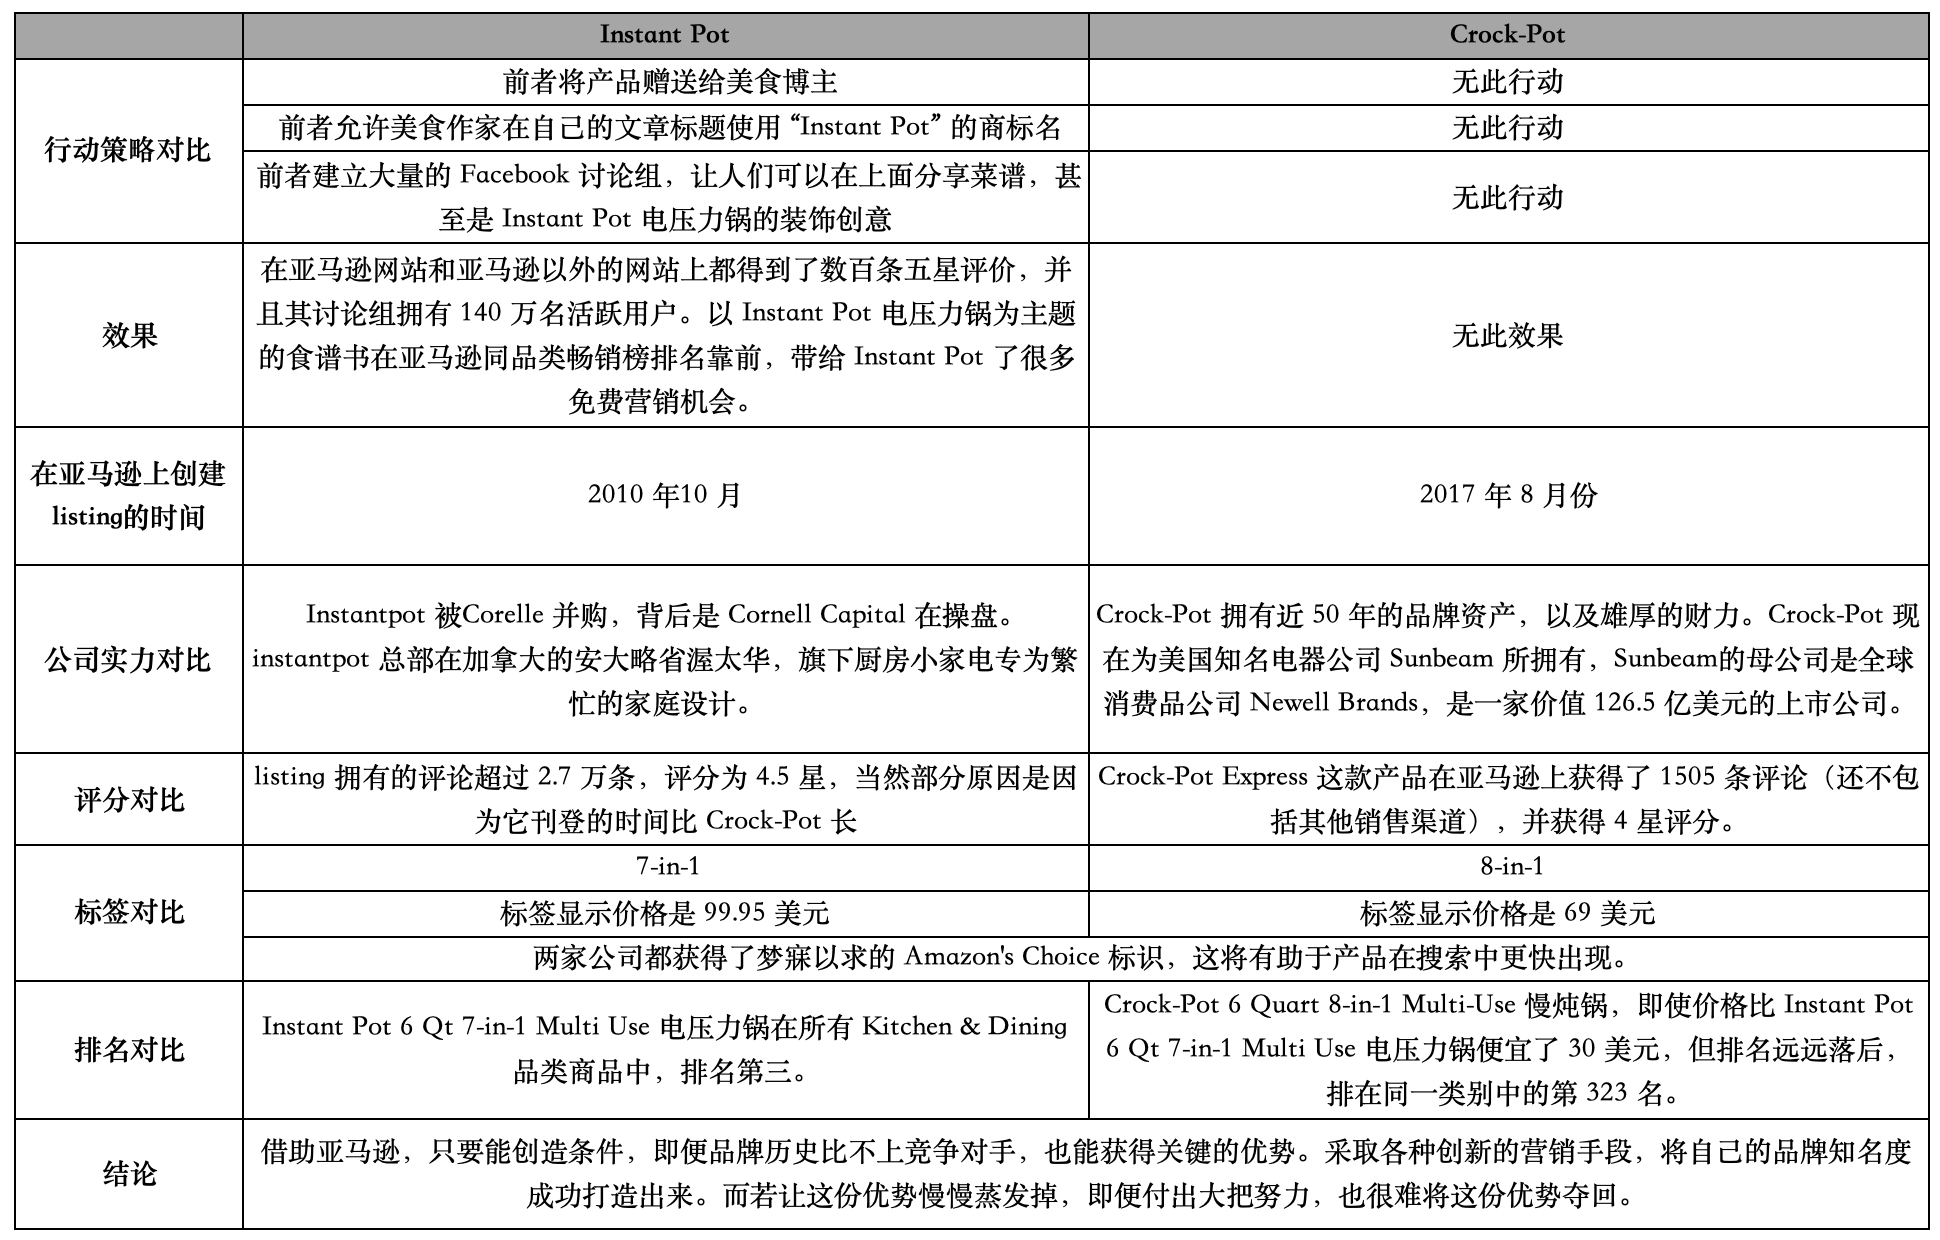 Instant Pot
Crock-Pot
行动策略对比
前者将产品赠送给美食博主
无此行动
前者允许美食作家在自己的文章标题使用 “Instant Pot” 的商标名
无此行动
前者建立大量的 Facebook 讨论组，让人们可以在上面分享菜谱，甚
至是 Instant Pot 电压力锅的装饰创意
无此行动
效果
在亚马逊网站和亚马逊以外的网站上都得到了数百条五星评价，并
且其讨论组拥有 140 万名活跃用户。以 Instant Pot 电压力锅为主题
的食谱书在亚马逊同品类畅销榜排名靠前，带给 Instant Pot 了很多
免费营销机会。
无此效果
在亚马逊上创建
listing的时间
2010 年10 月
2017 年 8 月份
公司实力对比
Instantpot 被Corelle 并购，背后是 Cornell Capital 在操盘。
instantpot 总部在加拿大的安大略省渥太华，旗下厨房小家电专为繁
忙的家庭设计。
Crock-Pot 拥有近 50 年的品牌资产，以及雄厚的财力。Crock-Pot 现
在为美国知名电器公司 Sunbeam 所拥有，Sunbeam的母公司是全球
消费品公司 Newell Brands，是一家价值 126.5 亿美元的上市公司。
评分对比
listing 拥有的评论超过 2.7 万条，评分为 4.5 星，当然部分原因是因
为它刊登的时间比 Crock-Pot 长
Crock-Pot Express 这款产品在亚马逊上获得了 1505 条评论（还不包
括其他销售渠道），并获得 4 星评分。
标签对比
7-in-1
8-in-1
标签显示价格是 99.95 美元
标签显示价格是 69 美元
两家公司都获得了梦寐以求的 Amazon's Choice 标识，这将有助于产品在搜索中更快出现。
排名对比
Instant Pot 6 Qt 7-in-1 Multi Use 电压力锅在所有 Kitchen & Dining
品类商品中，排名第三。
Crock-Pot 6 Quart 8-in-1 Multi-Use 慢炖锅，即使价格比 Instant Pot
6 Qt 7-in-1 Multi Use 电压力锅便宜了 30 美元，但排名远远落后，
排在同一类别中的第 323 名。
结论
借助亚马逊，只要能创造条件，即便品牌历史比不上竞争对手，也能获得关键的优势。采取各种创新的营销手段，将自己的品牌知名度
成功打造出来。而若让这份优势慢慢蒸发掉，即便付出大把努力，也很难将这份优势夺回。